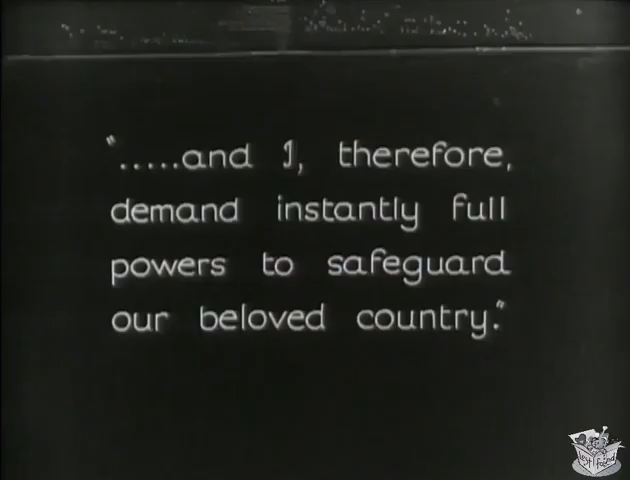 ".....and I, therefore,
demand instantly full
powers to safeguard
our beloved country."